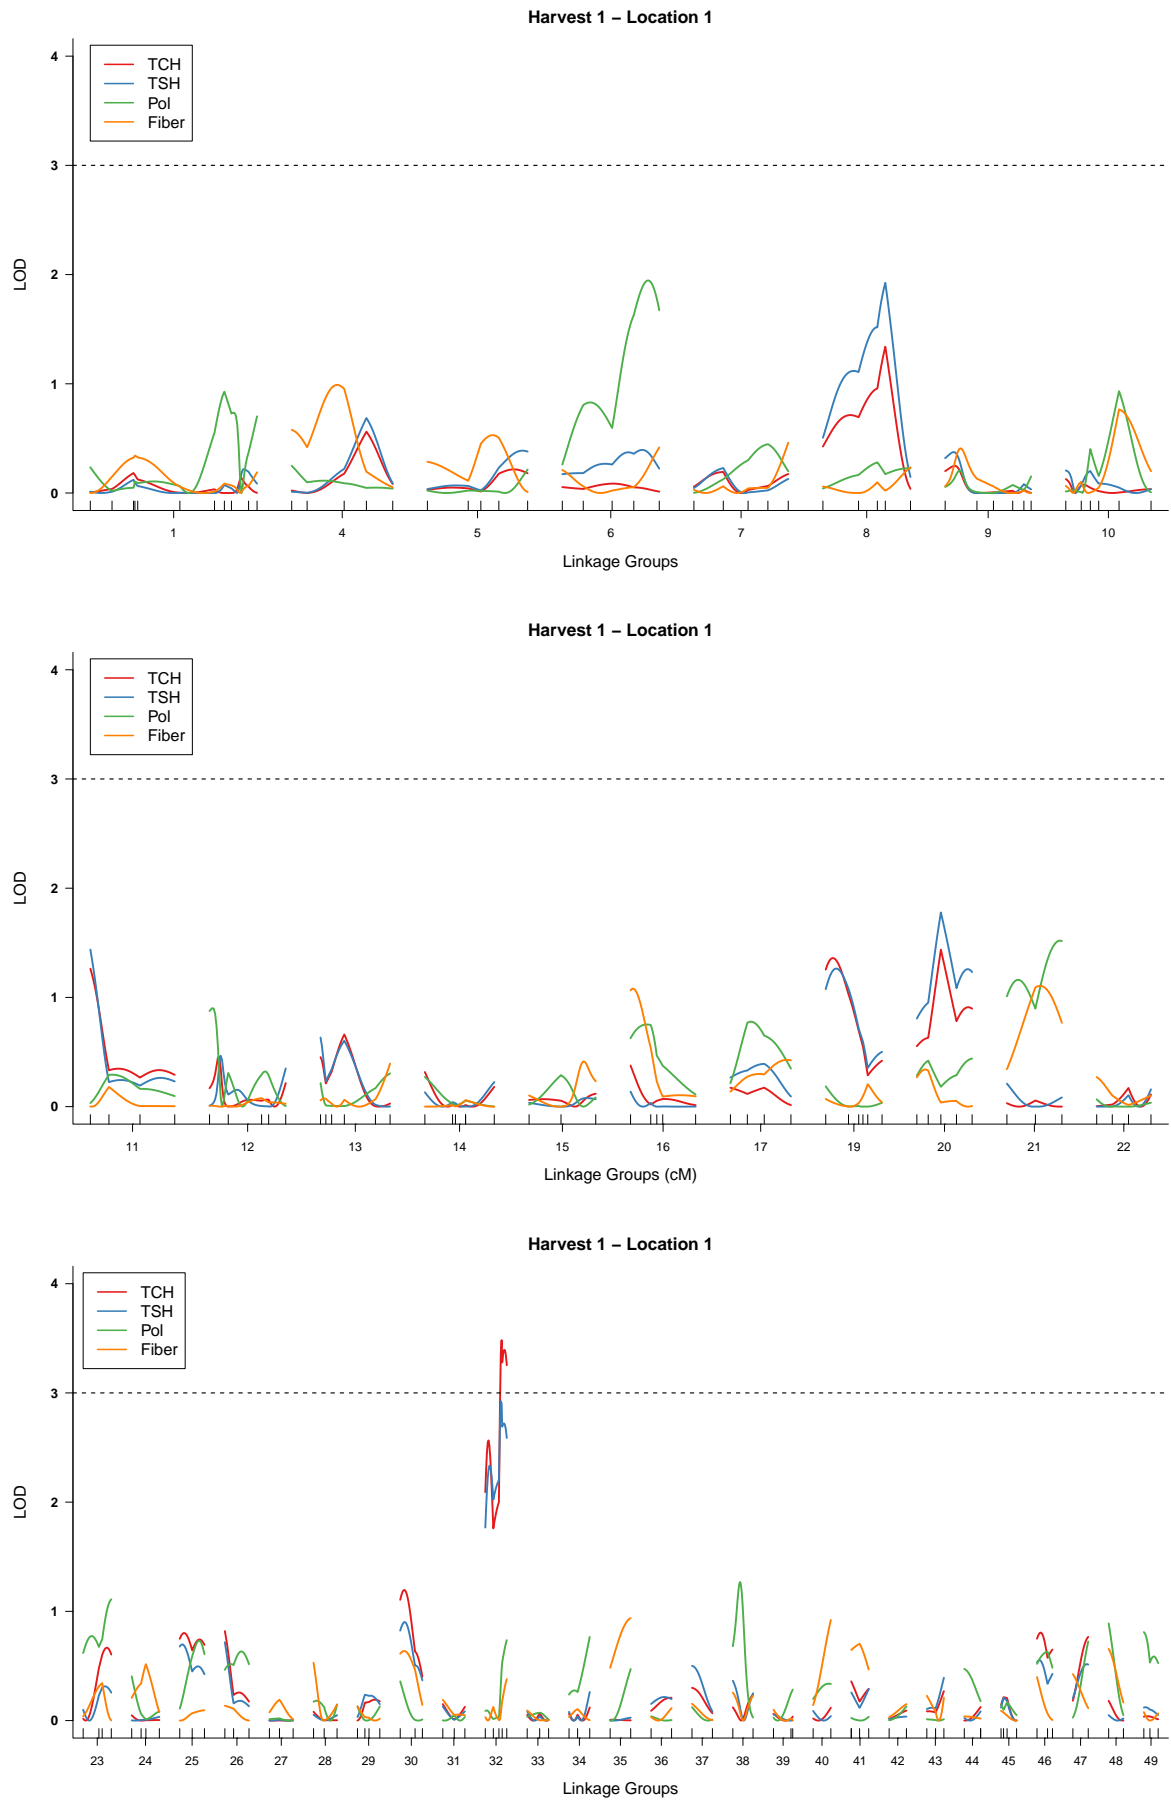 Harvest 1 – Location 1
4
3
2
1
0
LOD
TCH
TSH
Pol
Fiber
1 4 5 6 7 8 9 10
Linkage Groups
Harvest 1 – Location 1
4
3
2
1
0
LOD
TCH
TSH
Pol
Fiber
11 12 13 14 15 16 17 19 20 21 22
Linkage Groups (cM)
Harvest 1 – Location 1
4
3
2
1
0
LOD
TCH
TSH
Pol
Fiber
23 24 25 26 27 28 29 30 31 32 33 34 35 36 37 38 39 40 41 42 43 44 45 46 47 48 49
Linkage Groups